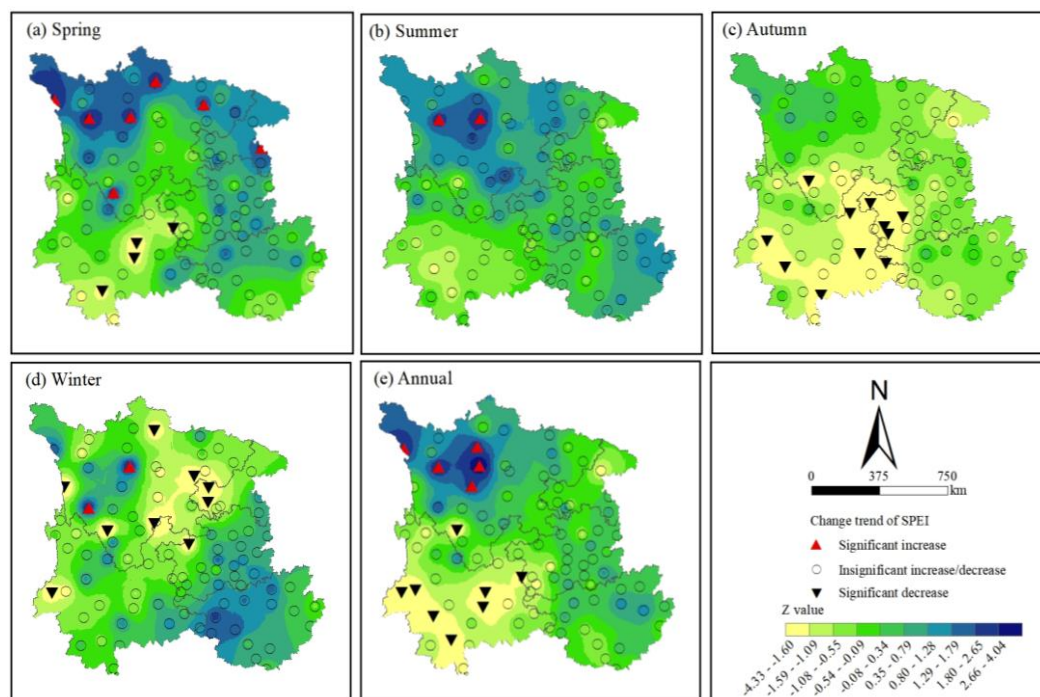 (a) Spring
(b) Summer
(c) Autumn
(d) Winter
(e) Annual
N
0 375 750
km
Change trend of SPEI
Significant increase
Insignificant increase/decrease
Significant decrease
Z value
-4.33 - -1.60
-1.59 - -1.09
-1.08 - -0.55
-0.54 - -0.09
-0.08 - 0.34
0.35 - 0.79
0.80 - 1.28
1.29 - 1.79
1.80 - 2.65
2.66 - 4.04